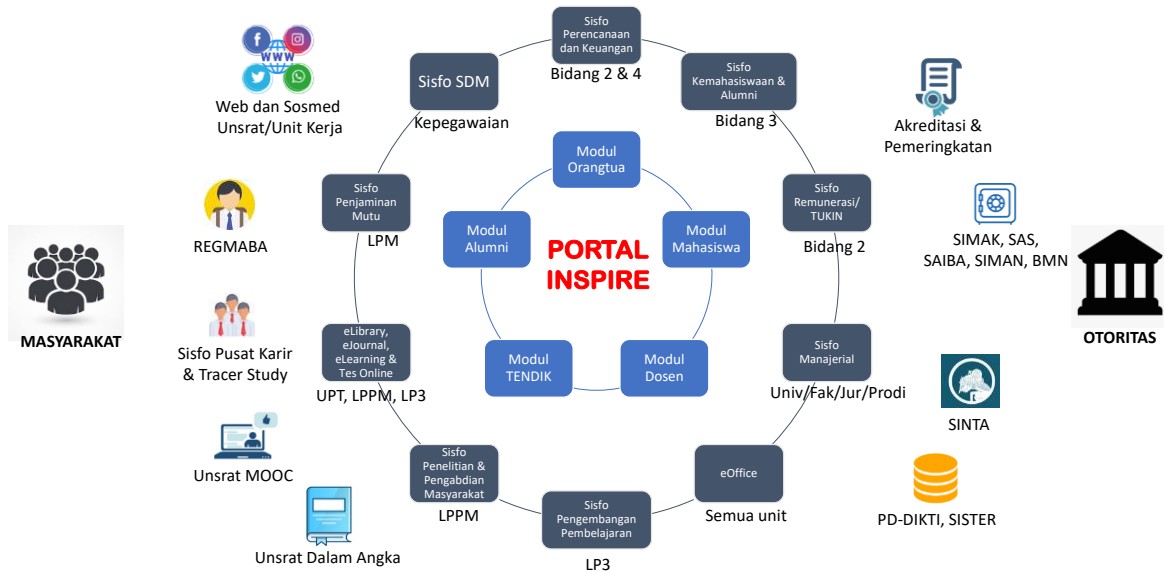 Sisfo
Perencanaan
dan Keuangan
Bidang 2 & 4
Sisfo
Kemahasiswaan &
Alumni
Bidang 3
Sisfo SDM
Kepegawaian
WWW
Web dan Sosmed
Unsrat/Unit Kerja
Akreditasi &
Pemeringkatan
Modul
Orangtua
Sisfo
Penjaminan
Mutu
LPM
Sisfo
Remunerasi/
TUKIN
Bidang 2
REGMABA
Modul
Alumni
Modul
Mahasiswa
PORTAL
INSPIRE
SIMAK, SAS,
SAIBA, SIMAN, BMN
MASYARAKAT
OTORITAS
Sisfo Pusat Karir
& Tracer Study
eLibrary,
eJournal,
eLearning &
Tes Online
UPT, LPPM, LP3
Modul
TENDIK
Modul
Dosen
Sisfo
Manajerial
Univ/Fak/Jur/Prodi
SINTA
Unsrat MOOC
Sisfo
Penelitian &
Pengabdian
Masyarakat
LPPM
eOffice
Semua unit
PD-DIKTI, SISTER
Sisfo
Pengembangan
Pembelajaran
LP3
Unsrat Dalam Angka